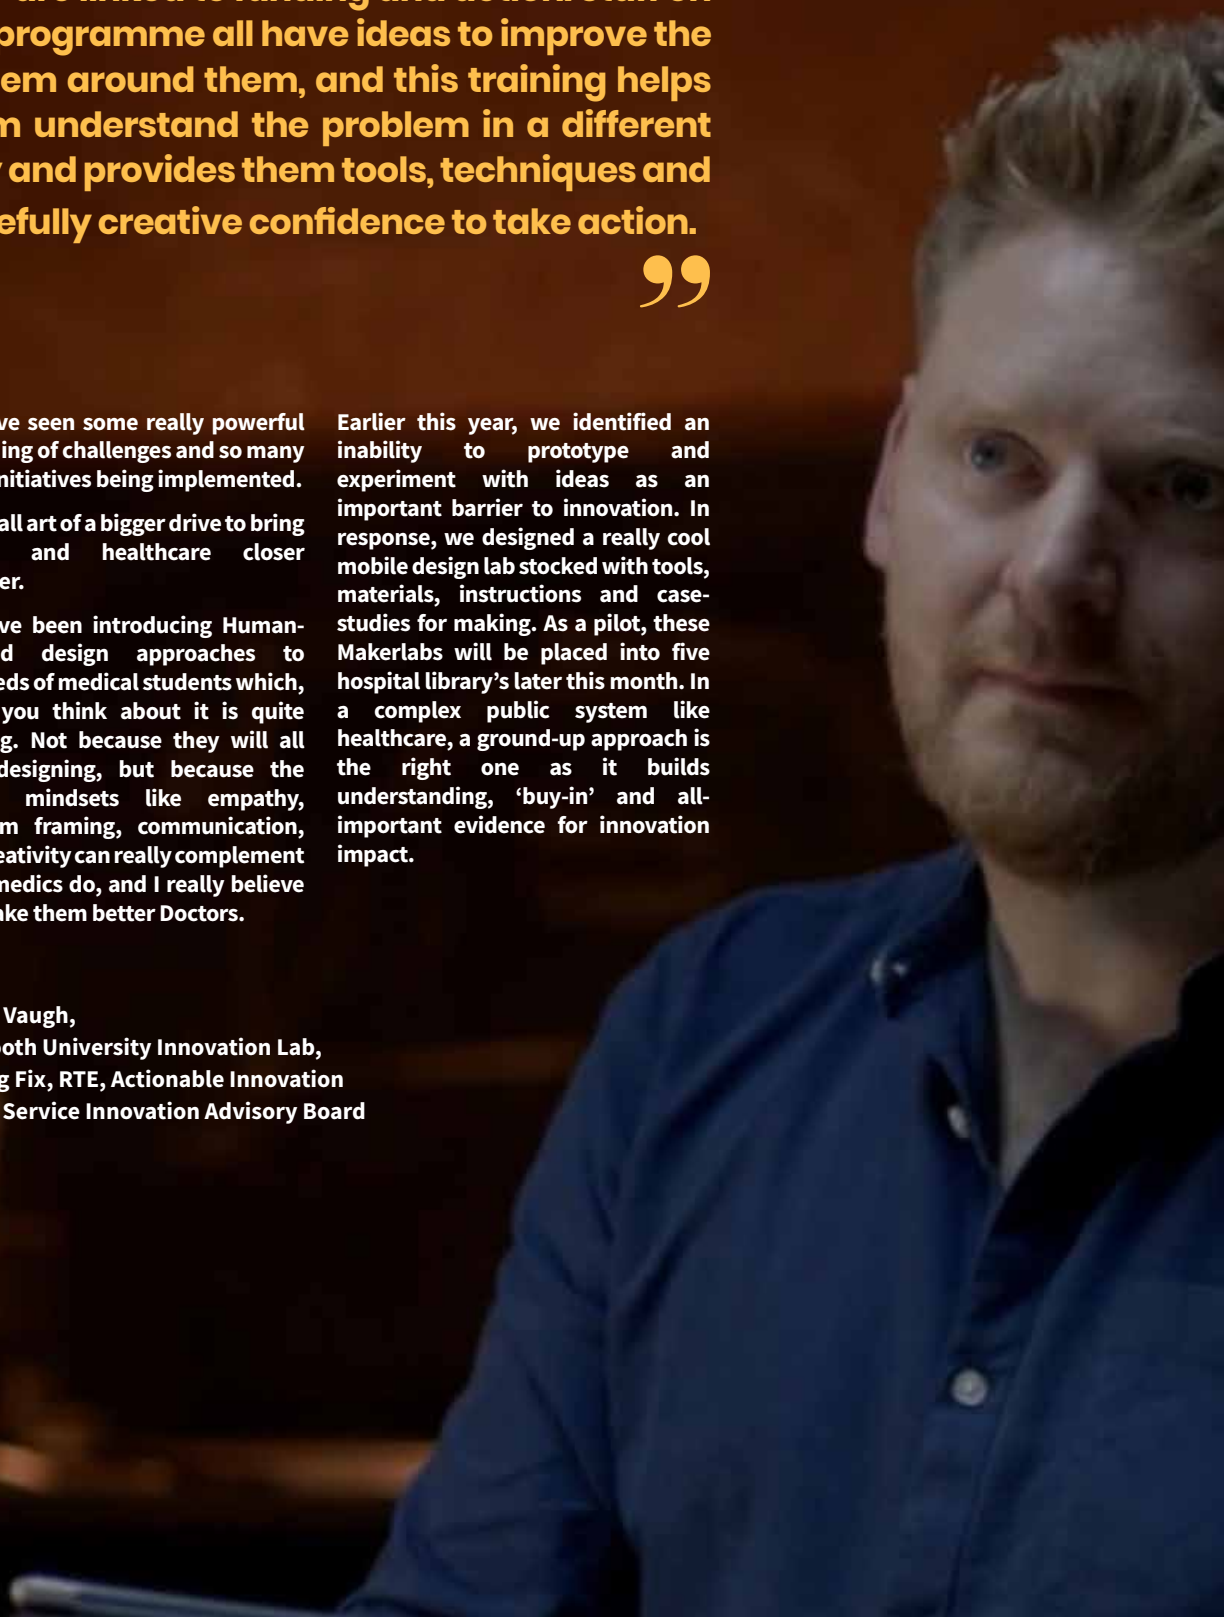 programme all have ideas to improve the
em around them, and this training helps
m understand the problem in a different
and provides them tools, techniques and
efully creative confidence to take action.
”
ve seen some really powerful
ing of challenges and so many
nitiatives being implemented.
all art of a bigger drive to bring
and healthcare closer
er.
ve been introducing Human-
d design approaches to
eds of medical students which,
you think about it is quite
g. Not because they will all
designing, but because the
mindsets like empathy,
m framing, communication,
eativity can really complement
medics do, and I really believe
ake them better Doctors.
Earlier this year, we identified an
inability to prototype and
experiment with ideas as an
important barrier to innovation. In
response, we designed a really cool
mobile design lab stocked with tools,
materials, instructions and case-
studies for making. As a pilot, these
Makerlabs will be placed into five
hospital library’s later this month. In
a complex public system like
healthcare, a ground-up approach is
the right one as it builds
understanding, ‘buy-in’ and all-
important evidence for innovation
impact.
Vaugh,
ooth University Innovation Lab,
g Fix, RTE, Actionable Innovation
Service Innovation Advisory Board